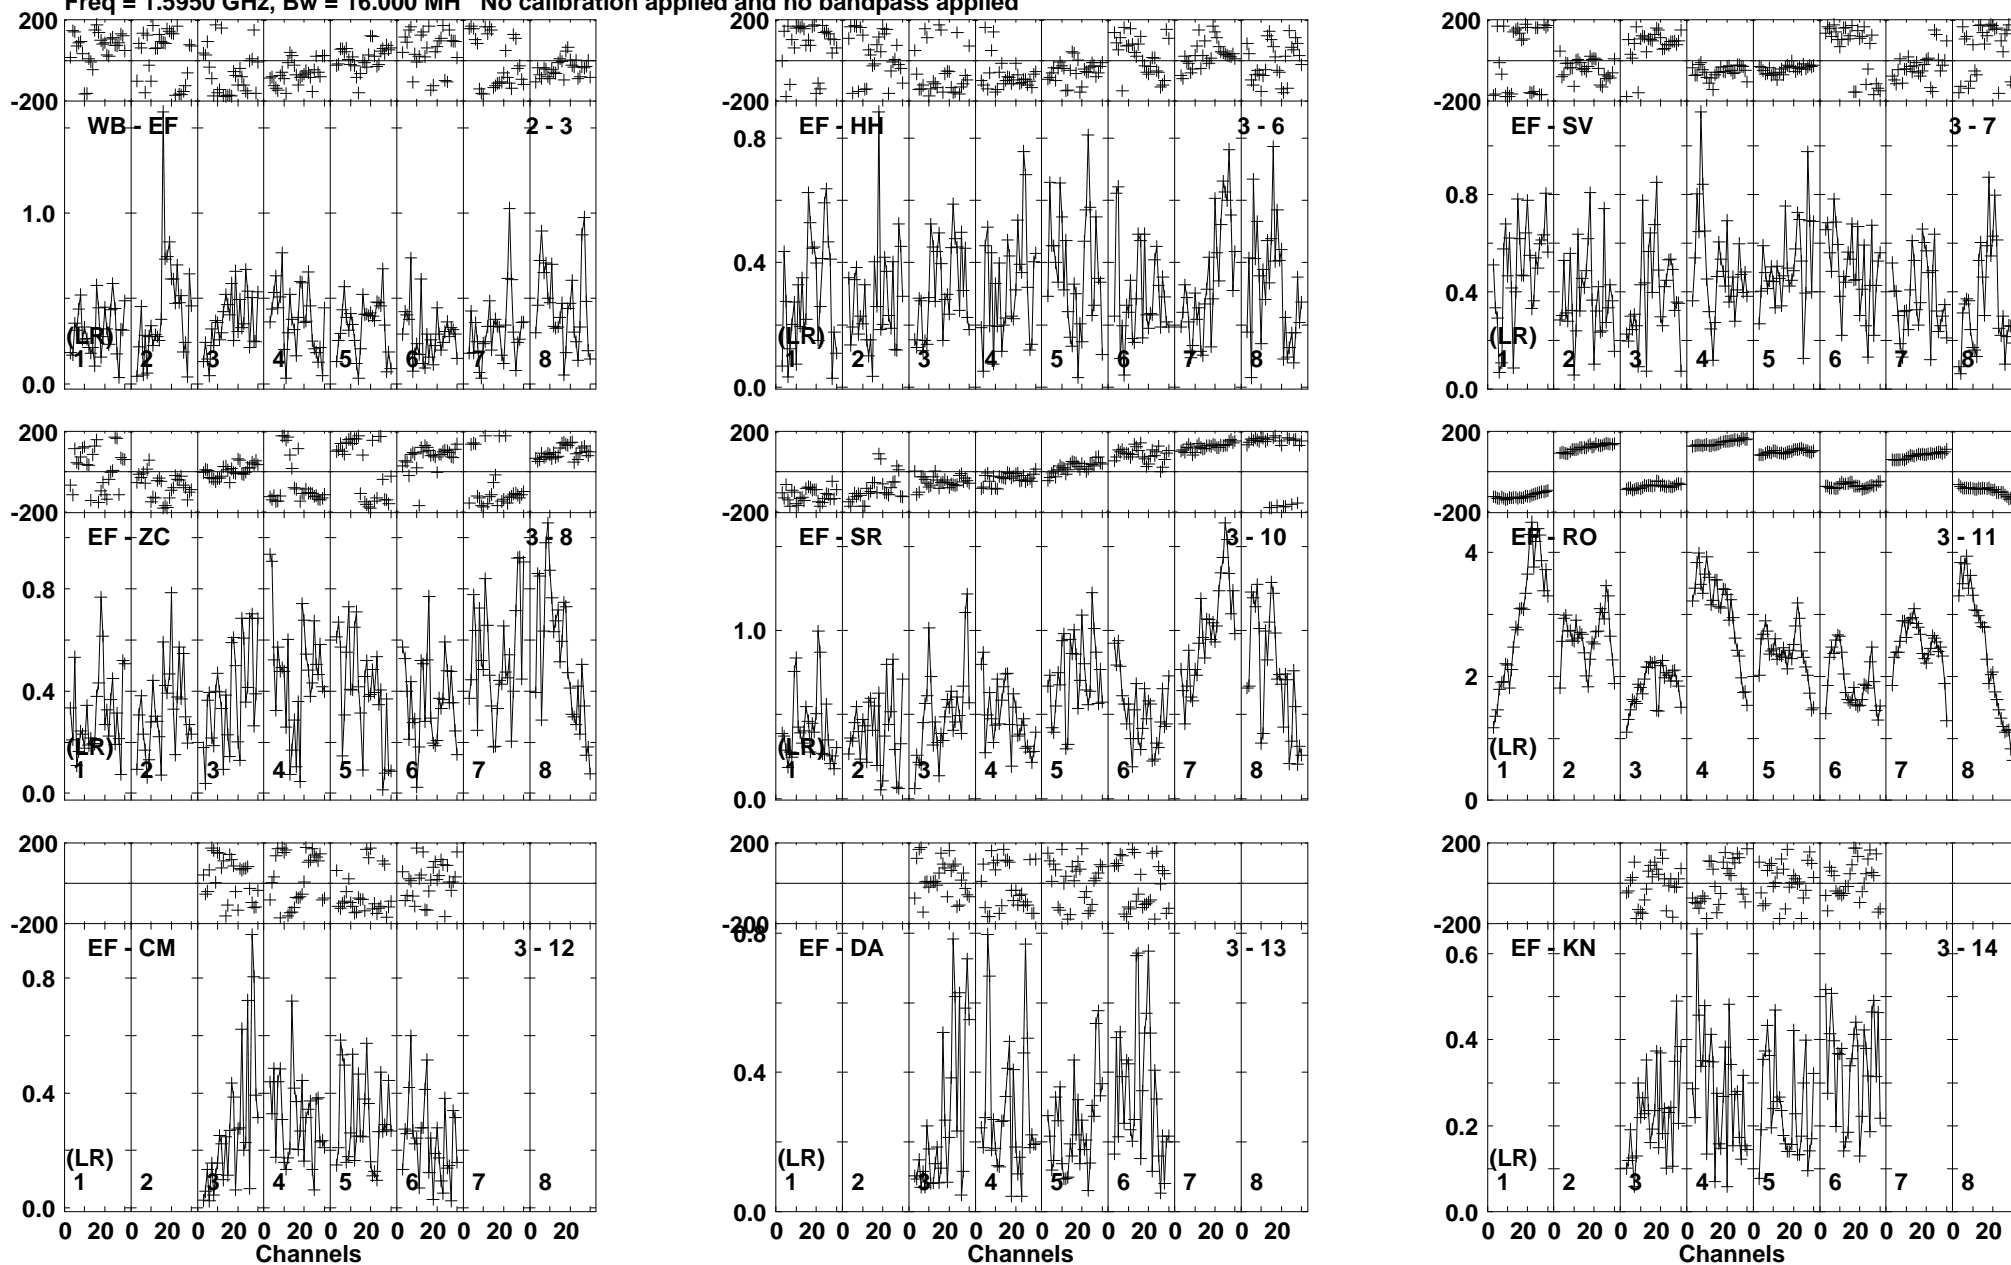 Freq = 1.5950 GHz, Bw = 16.000 MH No calibration applied and no bandpass applied
200 200 200
-200 -200 -200
WB - EF 2 - 3 EF - HH 3 - 6 EF - SV 3 - 7
1.0 0.8 0.8
0.4 0.4
(LR) (LR) (LR)
1 2 3 4 5 6 7 8 1 2 3 4 5 6 7 8 1 2 3 4 5 6 7 8
0.0 0.0 0.0
200 200 200
-200 -200 -200
EF - ZC 3 - 8 EF - SR 3 - 10 EF - RO 3 - 11
0.8 1.0 4
0.4 2
(LR) (LR) (LR)
1 2 3 4 5 6 7 8 1 2 3 4 5 6 7 8 1 2 3 4 5 6 7 8
0.0 0.0 0
200 200 200
-200 -200 -200
0.8
EF - CM 3 - 12 EF - DA 3 - 13 EF - KN 3 - 14
0.8 0.6
0.4 0.4 0.4
0.2
(LR) (LR) (LR)
1 2 3 4 5 6 7 8 1 2 3 4 5 6 7 8 1 2 3 4 5 6 7 8
0.0 0.0 0.0
0 20 0 20 0 20 0 20 0 20 0 20 0 20 0 20 0 20 0 20 0 20 0 20 0 20 0 20 0 20 0 20 0 20 0 20 0 20 0 20 0 20 0 20 0 20 0 20
Channels Channels Channels